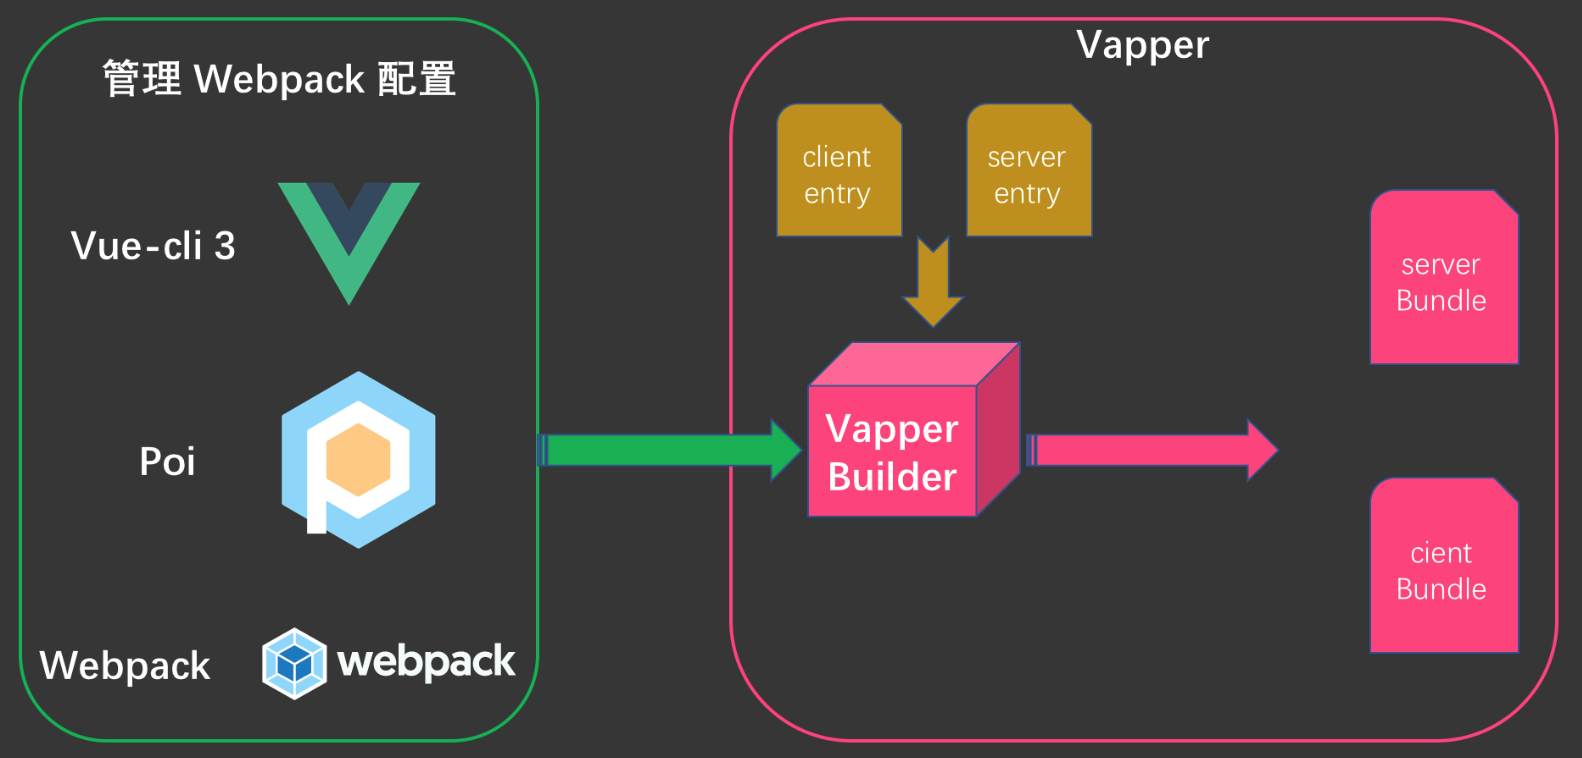 管理 Webpack 配置
Vue-cli 3
Poi
Webpack
webpack
Vapper
client
entry
server
entry
Vapper
Builder
server
Bundle
cient
Bundle